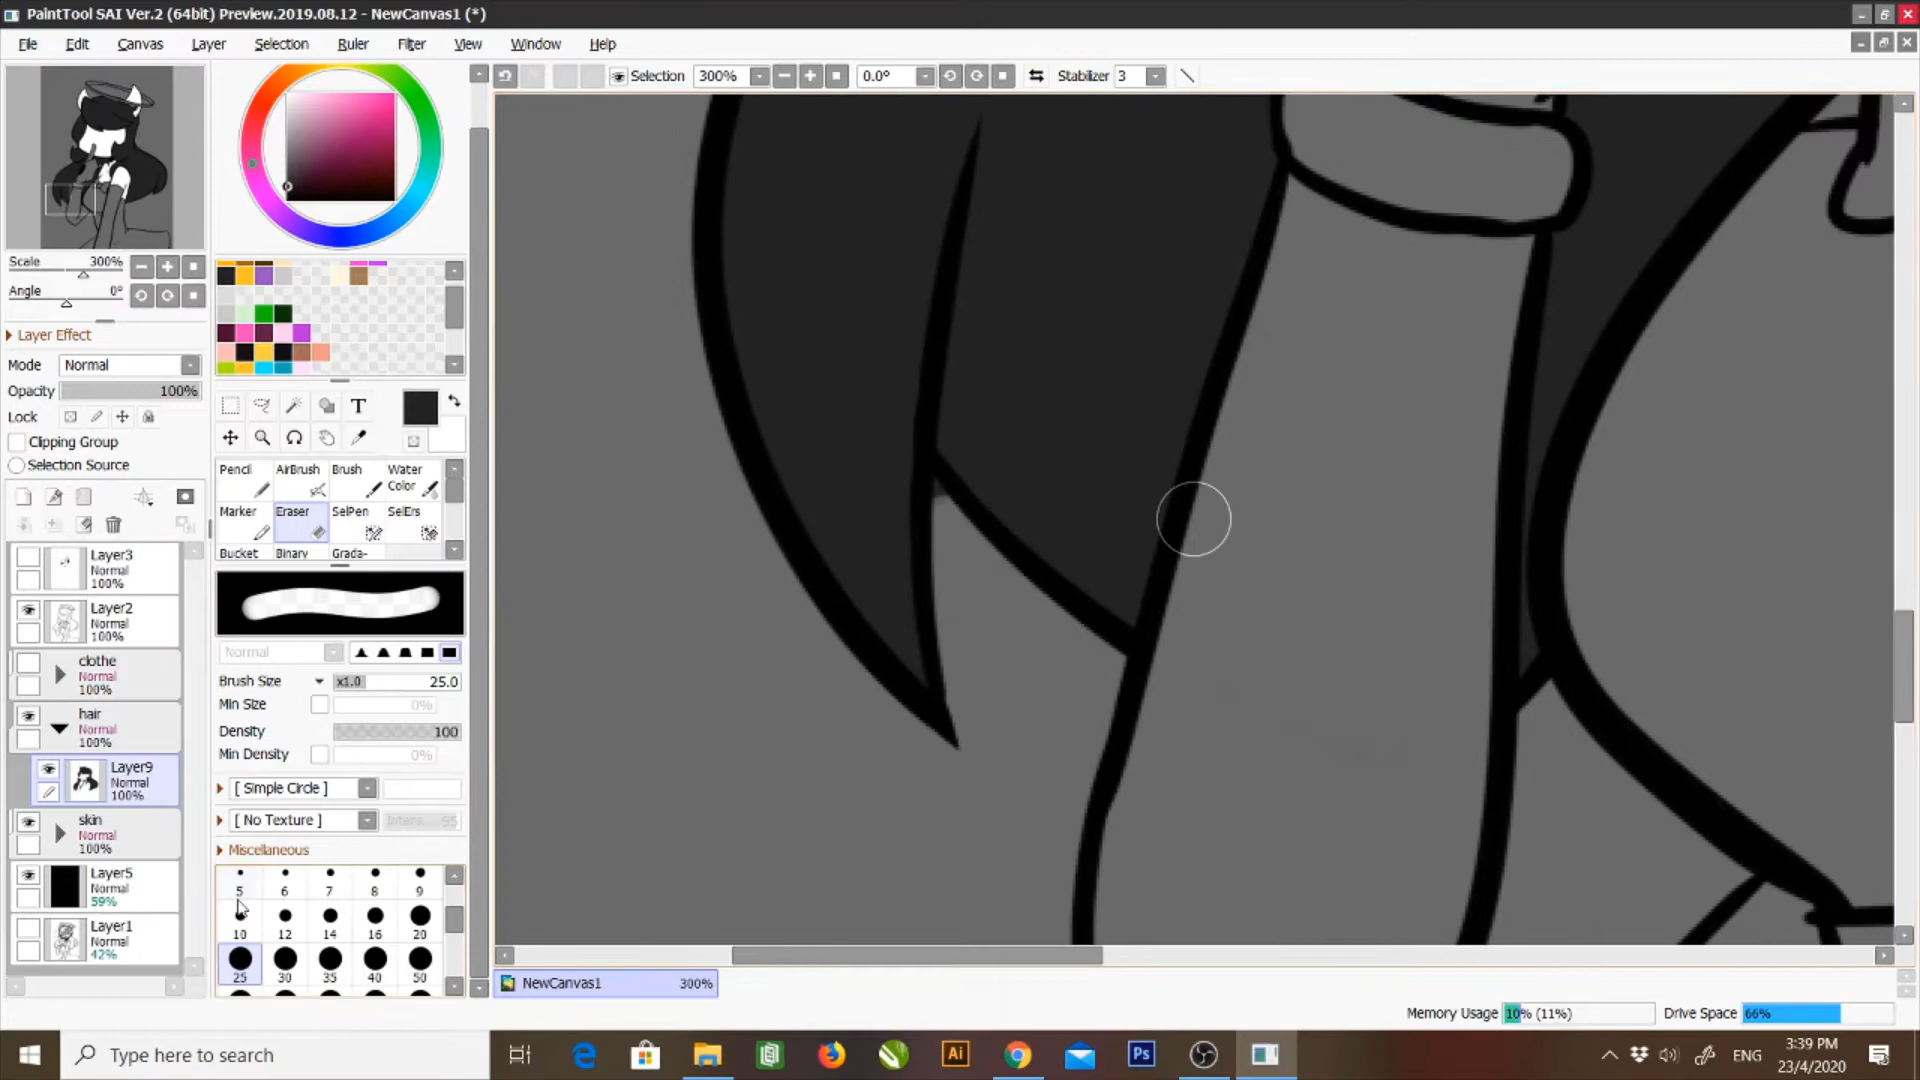 PaintTool SAI Ver.2 (64bit) Preview.2019.08.12 - NewCanvas1 (*)
File Edit Canvas Layer Selection Ruler Filter View Window Help
Selection 300% 0.0° Stabilizer 3
Scale 300%
Angle 0°
Layer Effect
Mode Normal
Opacity 100%
Lock
Clipping Group
Selection Source
Layer3
Normal
100%
Layer2
Normal
100%
clothe
Normal
100%
hair
Normal
100%
Layer9
Normal
100%
skin
Normal
100%
Layer5
Normal
59%
Layer1
Normal
42%
T
Pencil AirBrush Brush Water Color
Marker Eraser SelPen SelErs
Bucket Binary Grada-
Normal
Brush Size x1.0 25.0
Min Size 0%
Density 100
Min Density 0%
[ Simple Circle ]
[ No Texture ] Intens. 95
Miscellaneous
5 6 7 8 9
10 12 14 16 20
25 30 35 40 50
NewCanvas1 300%
Memory Usage 10% (11%) Drive Space 66%
Type here to search
Ai
Ps
ENG
3:39 PM
23/4/2020